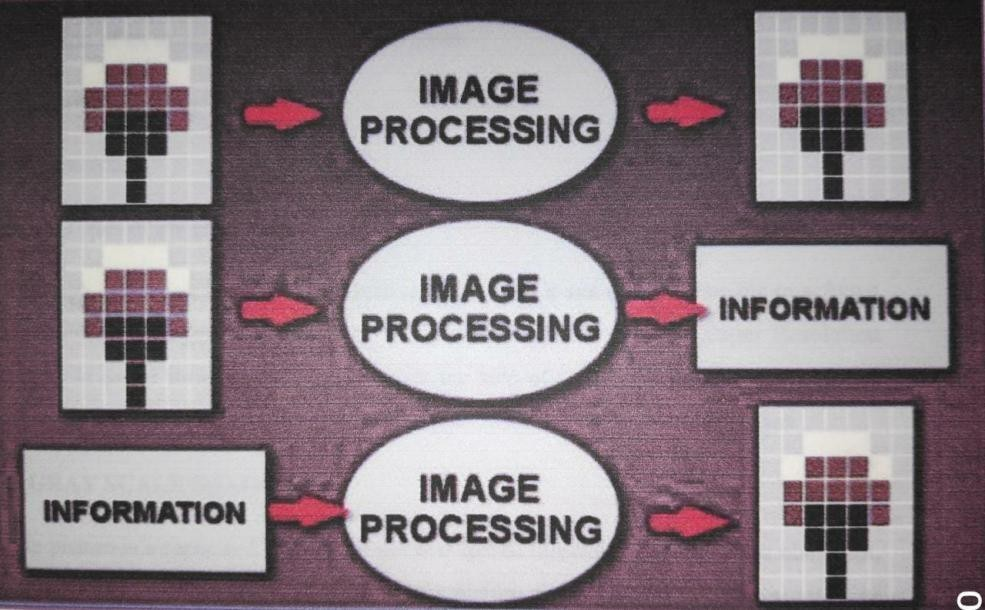 IMAGE
PROCESSING
IMAGE
PROCESSING
INFORMATION
INFORMATION
IMAGE
PROCESSING